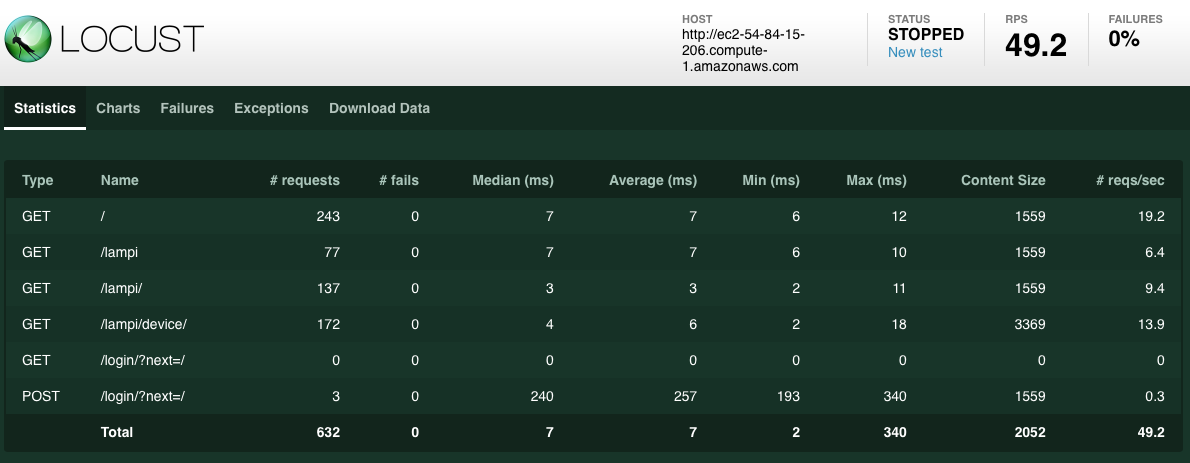 LOCUST
HOST
http://ec2-54-84-15-
206.compute-
1.amazonaws.com
STATUS
STOPPED
New test
RPS
49.2
FAILURES
0%
Statistics Charts Failures Exceptions Download Data
Type Name # requests # fails Median (ms) Average (ms) Min (ms) Max (ms) Content Size # reqs/sec
GET / 243 0 7 7 6 12 1559 19.2
GET /lampi 77 0 7 7 6 10 1559 6.4
GET /lampi/ 137 0 3 3 2 11 1559 9.4
GET /lampi/device/ 172 0 4 6 2 18 3369 13.9
GET /login/?next=/ 0 0 0 0 0 0 0 0
POST /login/?next=/ 3 0 240 257 193 340 1559 0.3
Total 632 0 7 7 2 340 2052 49.2